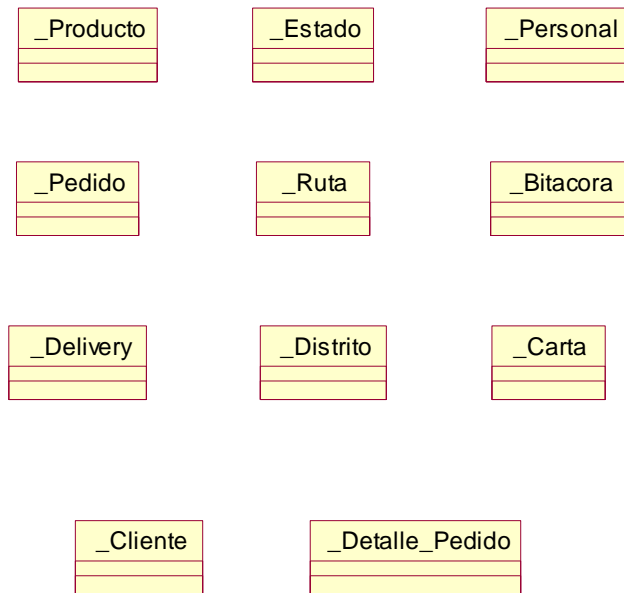 _Producto
_Estado
_Personal
_Pedido
_Ruta
_Bitacora
_Delivery
_Distrito
_Carta
_Cliente
_Detalle_Pedido